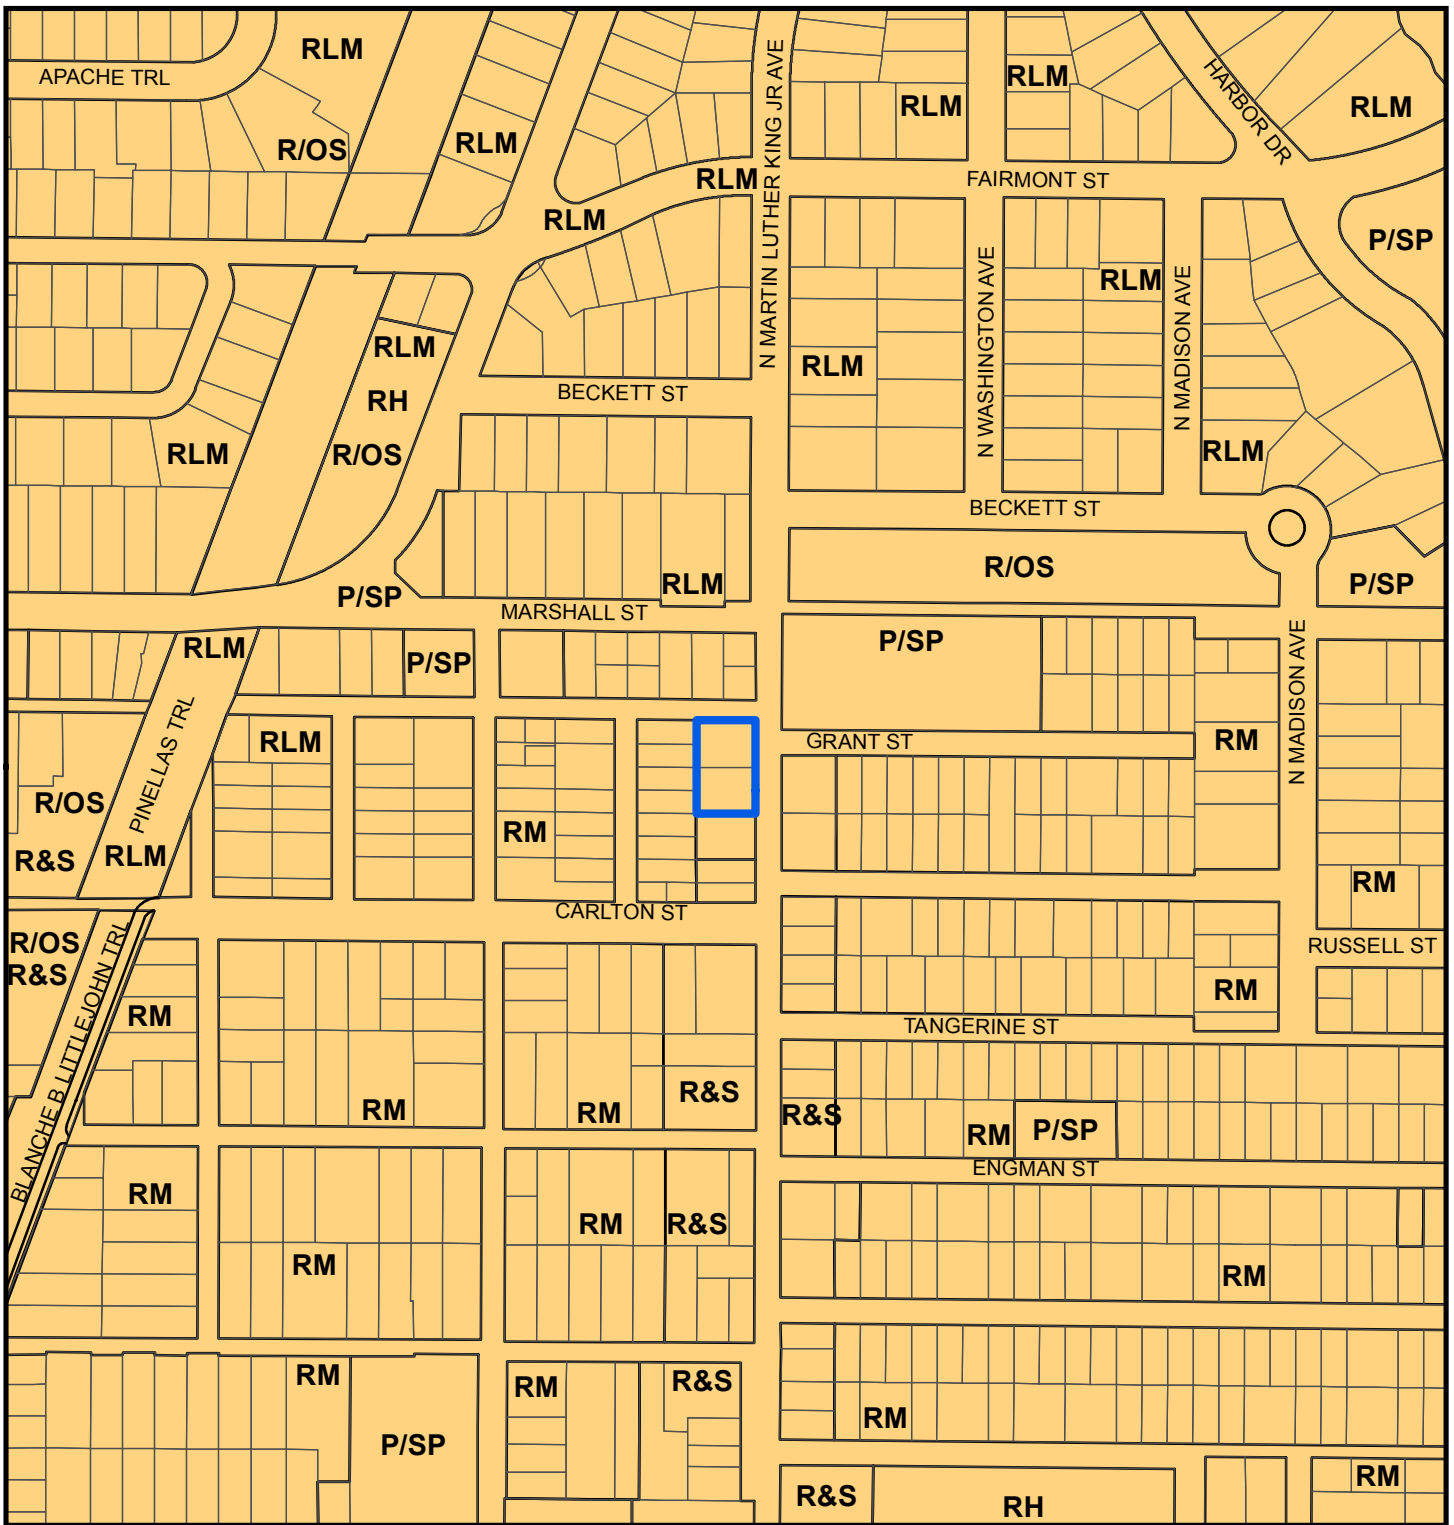 RLM
APACHE TRL
RLM
RLM
HARBOR DR
RLM
R/OS
RLM
N MARTIN LUTHER KING JR AVE
RLM
FAIRMONT ST
RLM
P/SP
N WASHINGTON AVE
RLM
N MADISON AVE
RLM
RLM
BECKETT ST
RH
RLM
R/OS
RLM
BECKETT ST
R/OS
RLM
P/SP
P/SP
MARSHALL ST
RLM
P/SP
P/SP
N MADISON AVE
PINELLAS TRL
RLM
GRANT ST
RM
R/OS
RM
R&S
RLM
RM
CARLTON ST
R/OS
R&S
RUSSELL ST
BLANCHE B LITTLEJOHN TRL
RM
RM
TANGERINE ST
RM
RM
R&S
R&S
RM
P/SP
ENGMAN ST
RM
RM
R&S
RM
RM
RM
RM
R&S
RM
P/SP
RM
R&S
RH